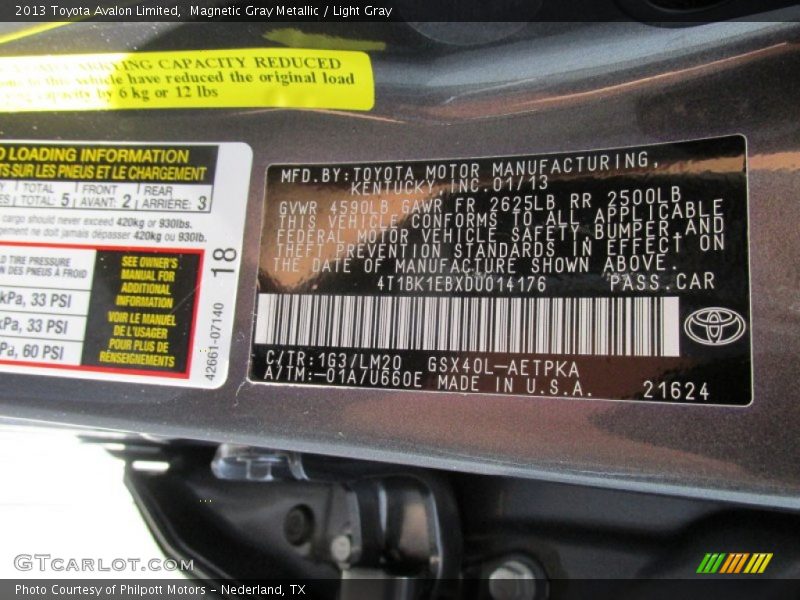 2013 Toyota Avalon Limited,  Magnetic Gray Metallic / Light Gray
CARRYING CAPACITY REDUCED
to this vehicle have reduced the original load
capacity by 6 kg or 12 lbs
LOADING INFORMATION
SUR LES PNEUS ET LE CHARGEMENT
TOTAL FRONT REAR
TOTAL: 5 AVANT: 2 ARRIÈRE: 3
cargo should never exceed 420kg or 930lbs.
ne doit jamais dépasser 420kg ou 930lb.
TIRE PRESSURE
DES PNEUS À FROID
kPa, 33 PSI
kPa, 33 PSI
kPa, 60 PSI
SEE OWNER'S
MANUAL FOR
ADDITIONAL
INFORMATION
VOIR LE MANUEL
DE L'USAGER
POUR PLUS DE
RENSEIGNEMENTS
18
42661-07140
MFD.BY:TOYOTA MOTOR MANUFACTURING,
KENTUCKY, INC.01/13
GVWR 4590LB GAWR FR 2625LB RR 2500LB
THIS VEHICLE CONFORMS TO ALL APPLICABLE
FEDERAL MOTOR VEHICLE SAFETY,BUMPER,AND
THEFT PREVENTION STANDARDS IN EFFECT ON
THE DATE OF MANUFACTURE SHOWN ABOVE.
4T1BK1EBXDU014176 PASS.CAR
C/TR:1G3/LM20 GSX40L-AETPKA
A/TM:-01A/U660E MADE IN U.S.A. 21624
GTCarlot.com
Photo Courtesy of Philpott Motors - Nederland, TX